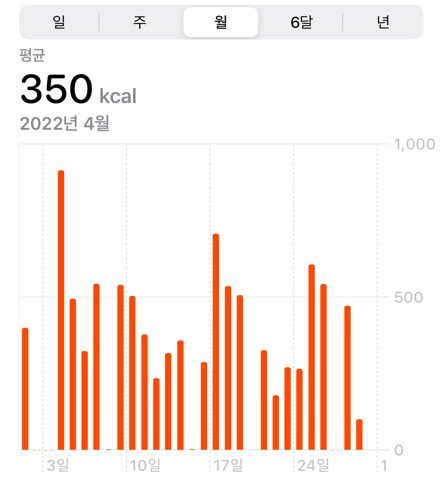 일 주 월 6달 년
평균
350 kcal
2022년 4월
1,000
500
0
3일 10일 17일 24일 1